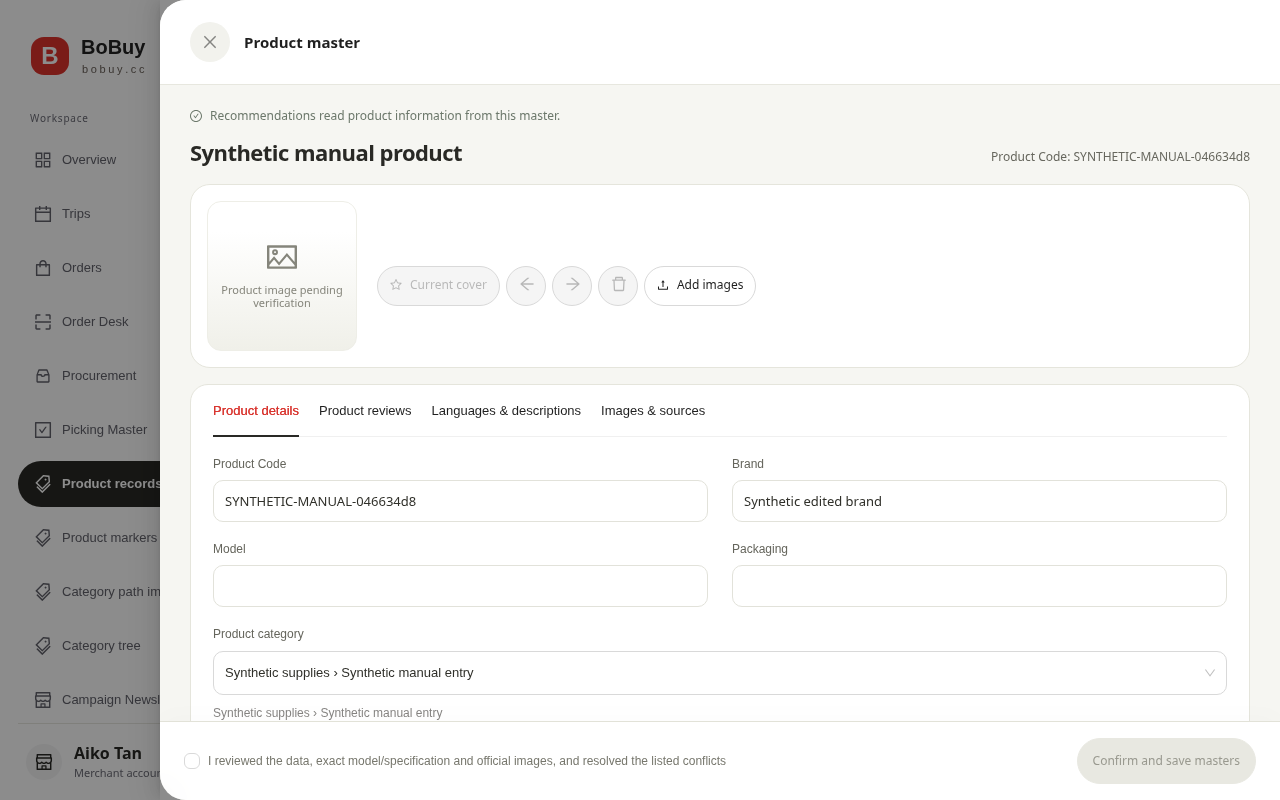 B
BoBuy
bobuy.cc
Workspace
Overview
Trips
Orders
Order Desk
Procurement
Picking Master
Product records
Product markers
Category path im
Category tree
Campaign Newsl
Aiko Tan
Merchant accou
Product master
Recommendations read product information from this master.
Synthetic manual product
Product Code: SYNTHETIC-MANUAL-046634d8
Product image pending
verification
Current cover
Add images
Product details
Product reviews
Languages & descriptions
Images & sources
Product Code
Brand
SYNTHETIC-MANUAL-046634d8
Synthetic edited brand
Model
Packaging
Product category
Synthetic supplies › Synthetic manual entry
Synthetic supplies › Synthetic manual entry
I reviewed the data, exact model/specification and official images, and resolved the listed conflicts
Confirm and save masters